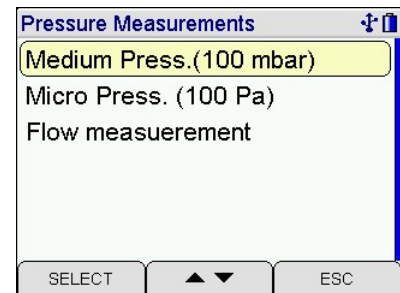 Pressure Measurements
Medium Press.(100 mbar)
Micro Press. (100 Pa)
Flow measuerement
SELECT ▲ ▼ ESC